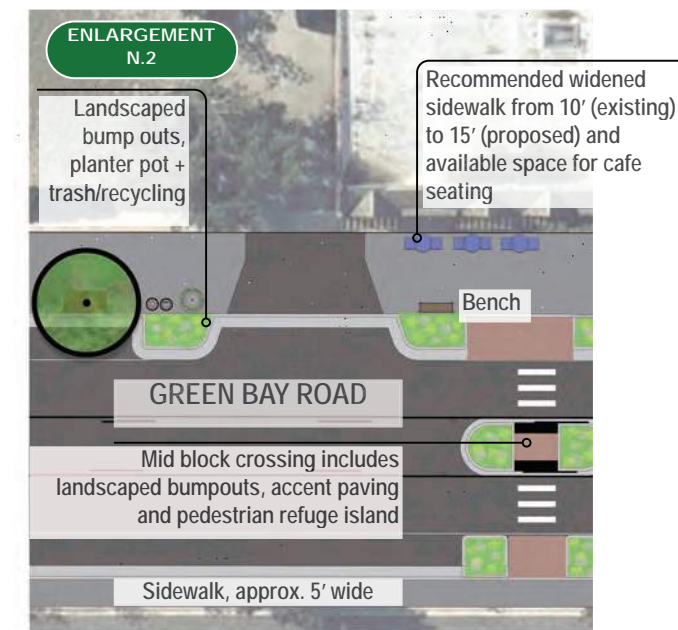 ENLARGEMENT
N.2
Landscaped
bump outs,
planter pot +
trash/recycling
Recommended widened
sidewalk from 10’ (existing)
to 15’ (proposed) and
available space for cafe
seating
Bench
GREEN BAY ROAD
Mid block crossing includes
landscaped bumpouts, accent paving
and pedestrian refuge island
Sidewalk, approx. 5’ wide